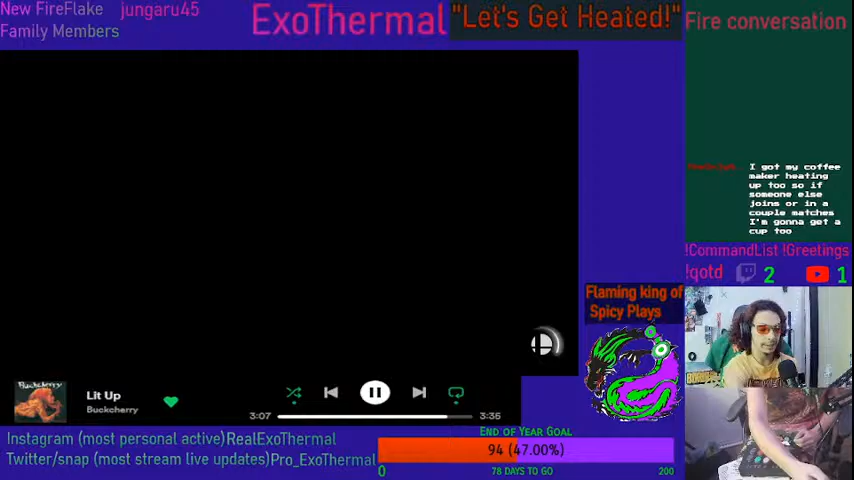 New FireFlake
Family Members
jungaru45
ExoThermal
"Let's Get Heated!"
Fire conversation
I got my coffee
maker heating
up too so if
someone else
joins or in a
couple matches
I'm gonna get a
cup too
!CommandList !Greetings
!qotd
2
1
Flaming king of
Spicy Plays
Buckcherry
Lit Up
Buckcherry
3:07
3:35
Instagram (most personal active)RealExoThermal
Twitter/snap (most stream live updates)Pro_ExoThermal
End of Year Goal
94 (47.00%)
0
78 DAYS TO GO
200